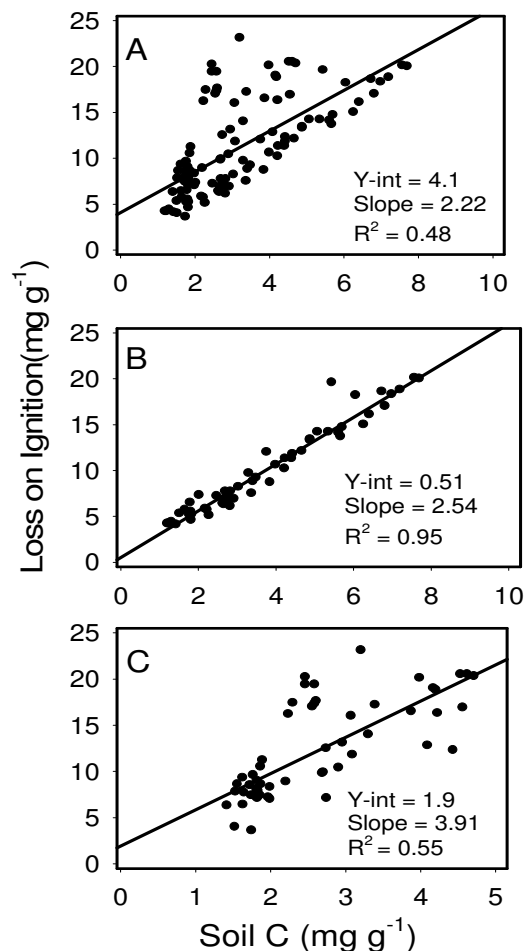 Loss on Ignition(mg g-1)
A
25
20
15
10
5
0
Y-int = 4.1
Slope = 2.22
R2 = 0.48
0 2 4 6 8 10
B
25
20
15
10
5
0
Y-int = 0.51
Slope = 2.54
R2 = 0.95
0 2 4 6 8 10
C
25
20
15
10
5
0
Y-int = 1.9
Slope = 3.91
R2 = 0.55
0 1 2 3 4 5
Soil C (mg g-1)